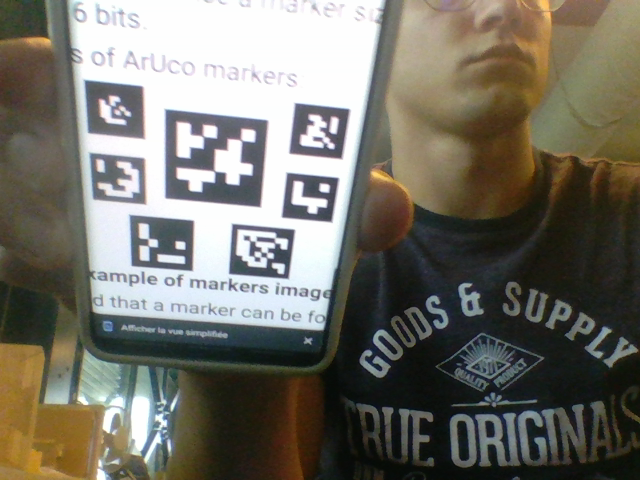 6 bits.
s of ArUco markers
xample of markers image
d that a marker can be fo
Afficher la vue simplifiée
GOODS & SUPPLY
QUALITY PRODUCT
TRUE ORIGINALS